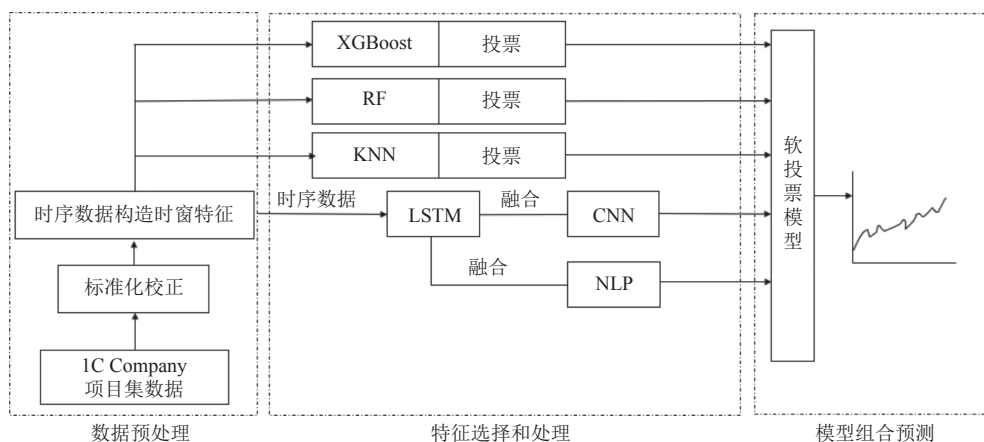 XGBoost 投票
RF 投票
KNN 投票
时序数据构造时窗特征
时序数据
LSTM
融合
CNN
融合
NLP
标准化校正
1C Company
项目集数据
软投票模型
数据预处理
特征选择和处理
模型组合预测